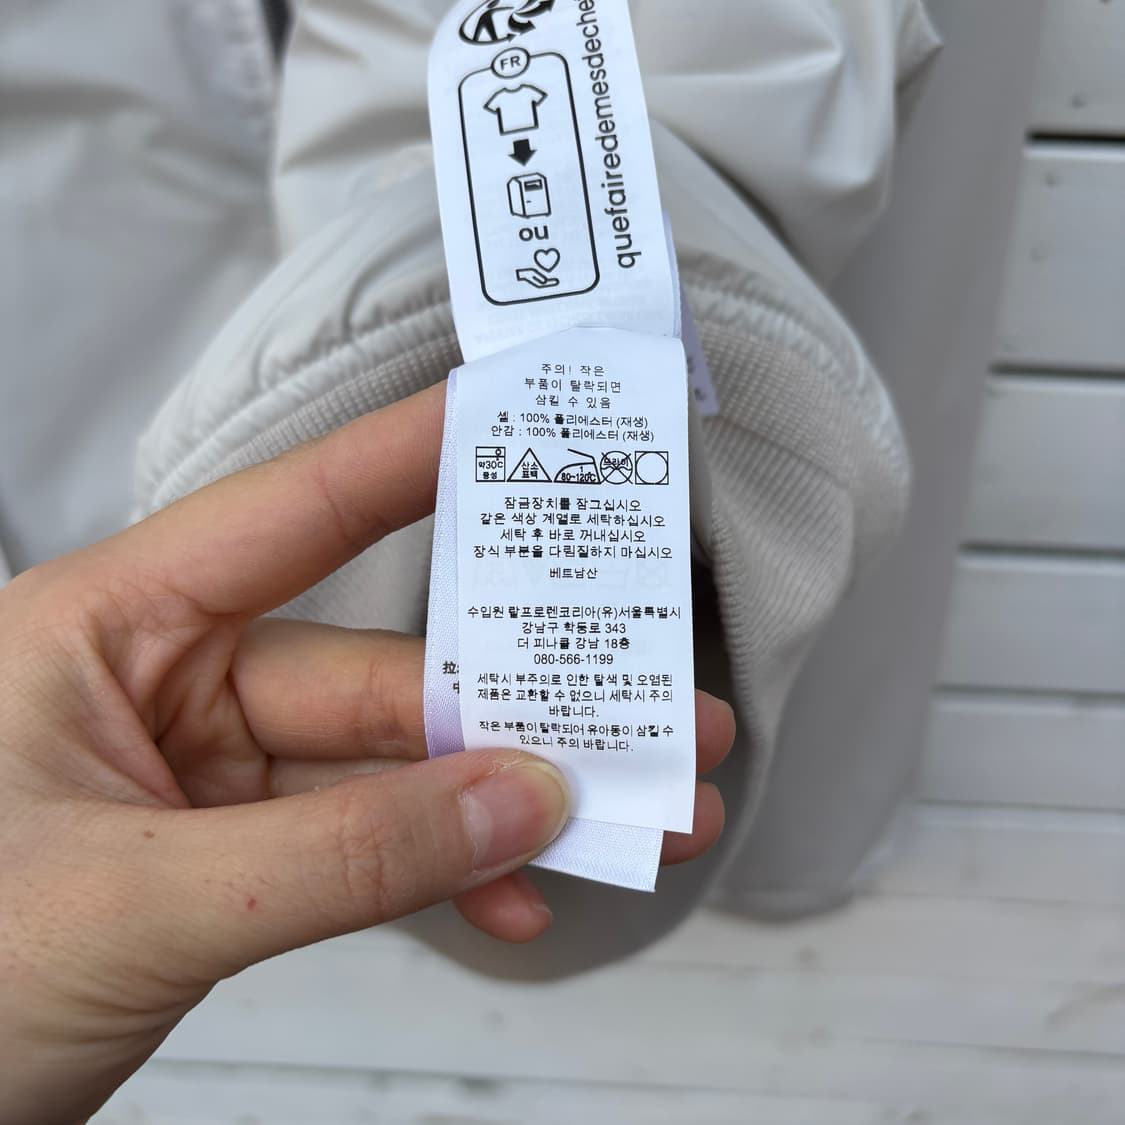 FR
OU
quefairedemesdeche
주의! 작은
부품이 탈락되면
삼킬 수 있음
셸 : 100% 폴리에스터 (재생)
안감 : 100% 폴리에스터 (재생)
약30℃ 중성 산소 표백 1 80~120℃ 드라이
잠금장치를 잠그십시오
같은 색상 계열로 세탁하십시오
세탁 후 바로 꺼내십시오
장식 부분을 다림질하지 마십시오
베트남산
수입원 랄프로렌코리아(유)서울특별시
강남구 학동로 343
더 피나클 강남 18층
080-566-1199
세탁시 부주의로 인한 탈색 및 오염된
제품은 교환할 수 없으니 세탁시 주의
바랍니다.
작은 부품이 탈락되어 유아동이 삼킬 수
있으니 주의 바랍니다.
拉
中